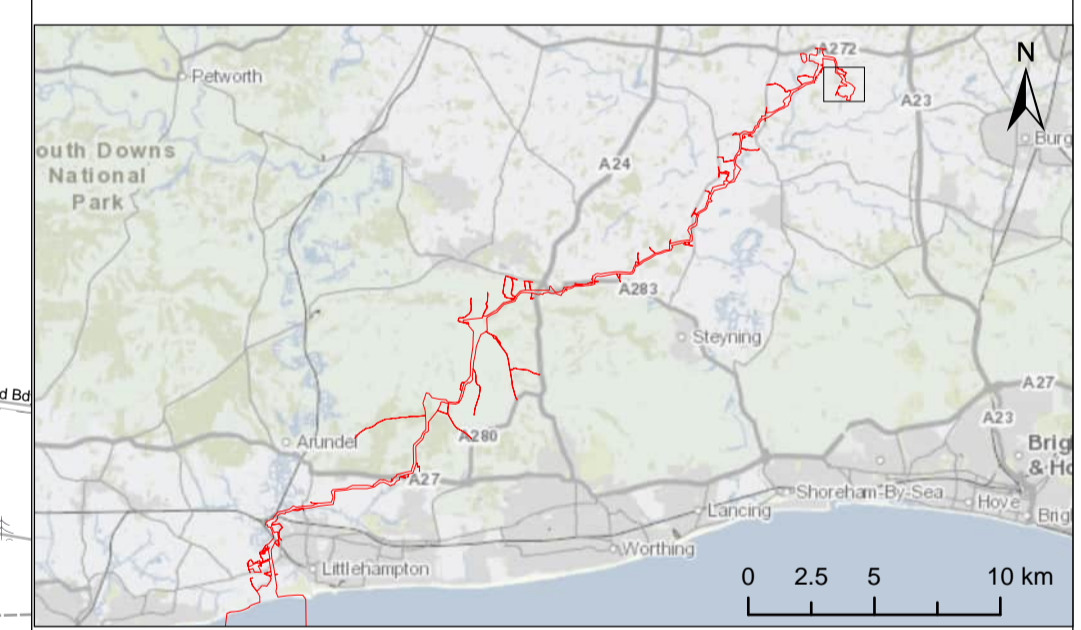 A272
N
Petworth
A23
Burg
outh Downs
National
Park
A24
A283
Steyning
d Bd
A27
A23
Arundel
A280
Brig
& Ho
A27
Shoreham-By-Sea
Hove
Lancing
Brig
Worthing
Littlehampton
0 2.5 5 10 km